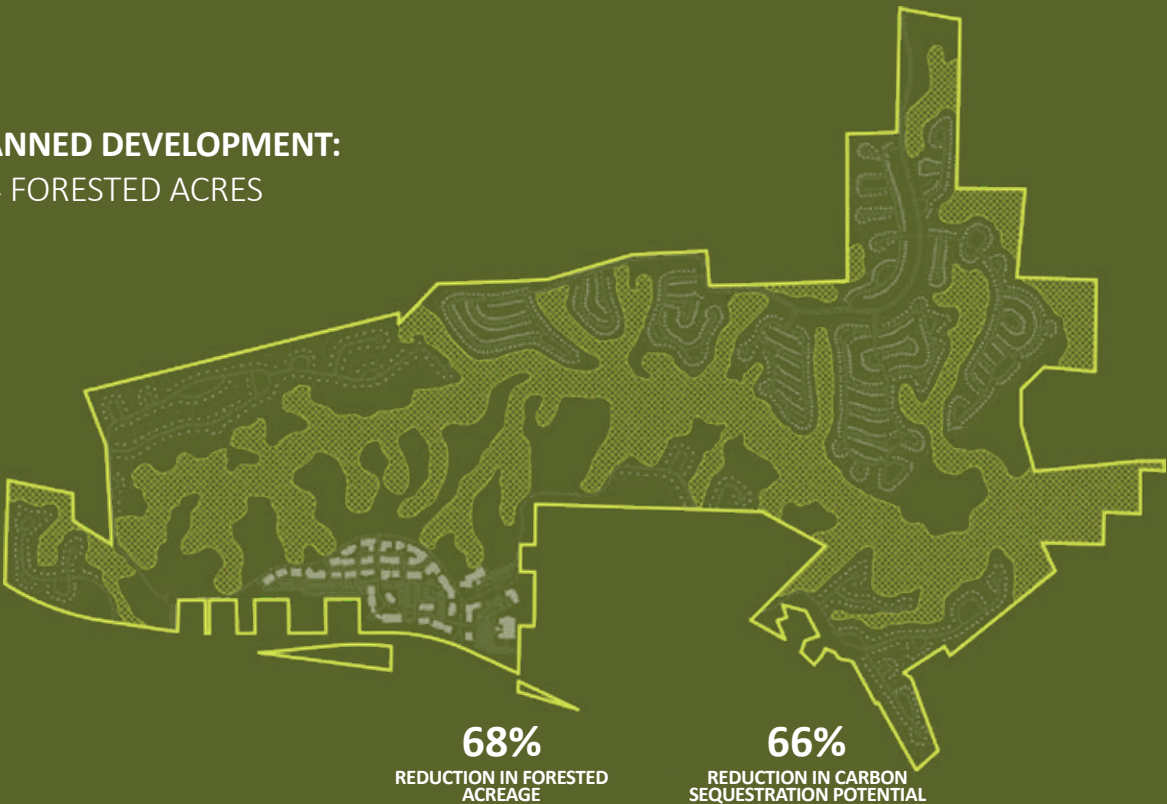 ANNED DEVELOPMENT:
FORESTED ACRES
68%
REDUCTION IN FORESTED
ACREAGE
66%
REDUCTION IN CARBON
SEQUESTRATION POTENTIAL